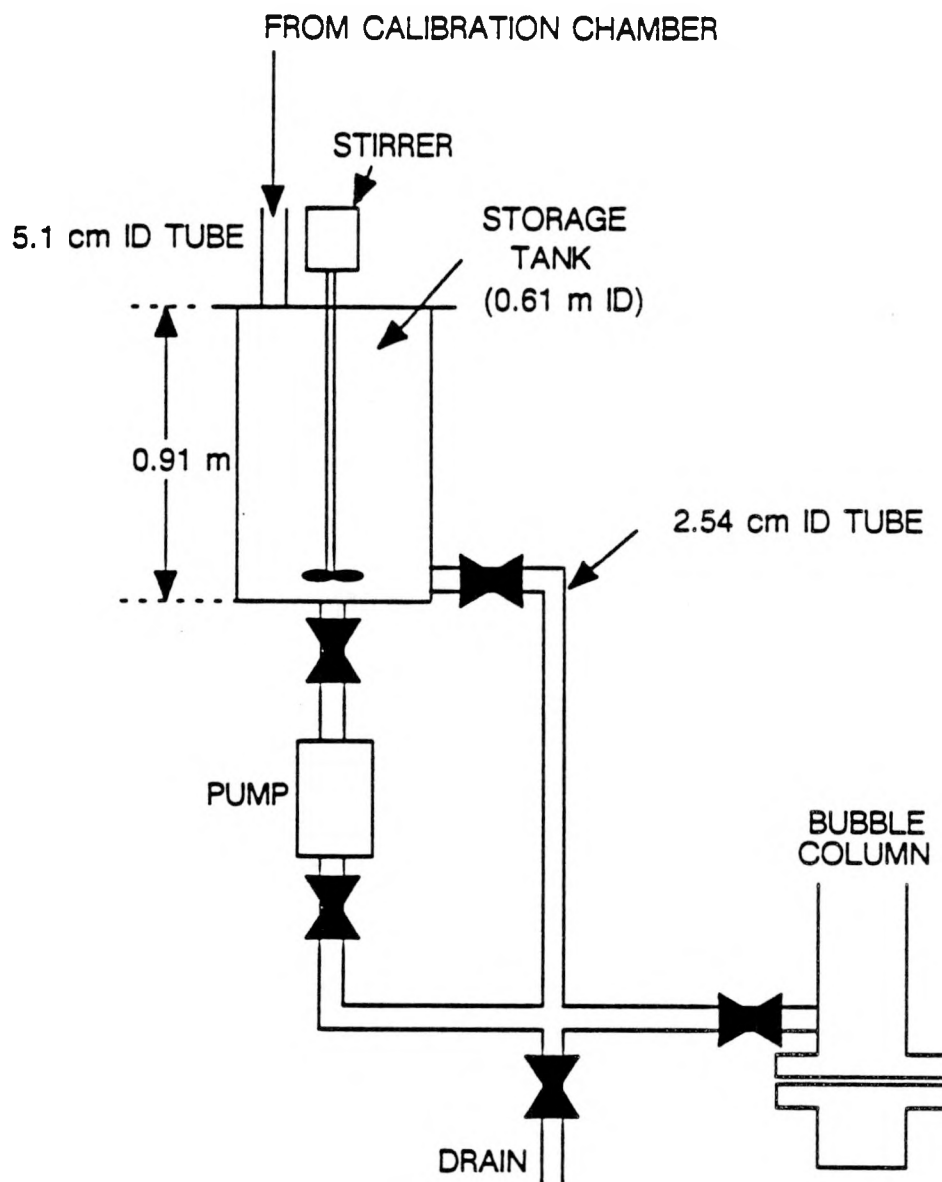 FROM CALIBRATION CHAMBER
STIRRER
5.1 cm ID TUBE
STORAGE
TANK
(0.61 m ID)
0.91 m
2.54 cm ID TUBE
PUMP
BUBBLE
COLUMN
DRAIN